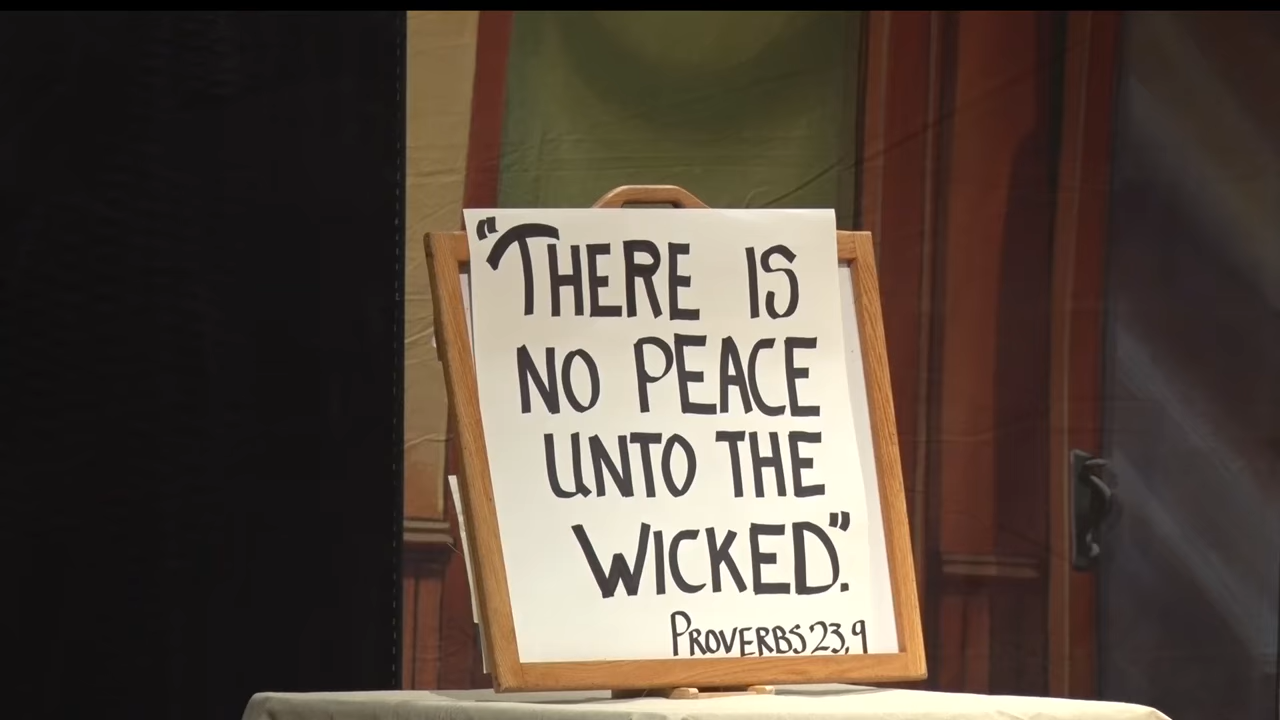 "THERE IS
NO PEACE
UNTO THE
WICKED".
PROVERBS 23,9